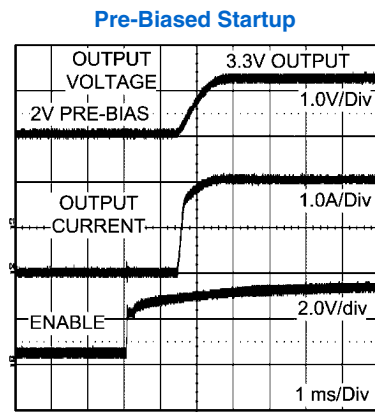 Pre-Biased Startup
OUTPUT
VOLTAGE
3.3V OUTPUT
1.0V/Div
2V PRE-BIAS
OUTPUT
CURRENT
1.0A/Div
ENABLE
2.0V/div
1 ms/Div